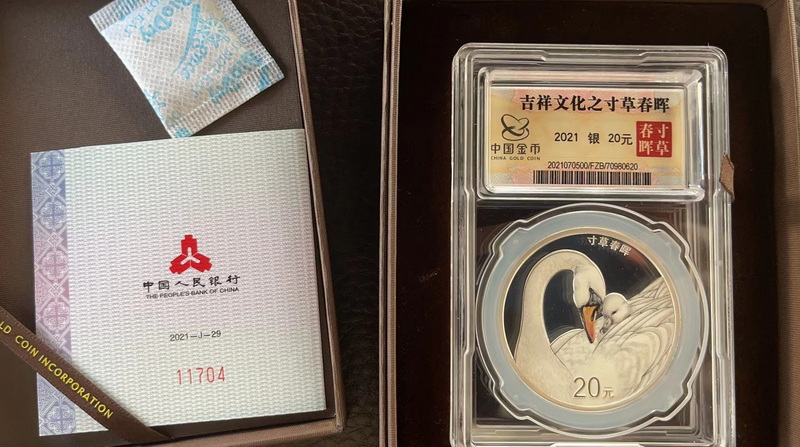 中国人民银行
THE PEOPLE'S BANK OF CHINA
2021-J-29
11704
OLD COIN INCORPORATION
吉祥文化之寸草春晖
中国金币
CHINA GOLD COIN
2021 银 20元
寸草
春晖
2021070500/FZB/70980620
寸草春晖
20元